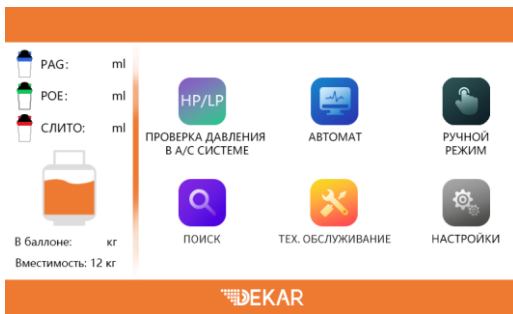 PAG: ml
POE: ml
СЛИТО: ml
В баллоне: кг
Вместимость: 12 кг
HP/LP
ПРОВЕРКА ДАВЛЕНИЯ
В A/C СИСТЕМЕ
АВТОМАТ
РУЧНОЙ
РЕЖИМ
ПОИСК
ТЕХ. ОБСЛУЖИВАНИЕ
НАСТРОЙКИ
DEKAR